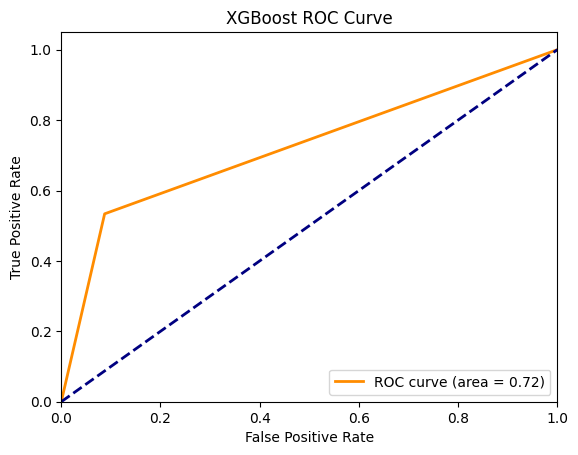 XGBoost ROC Curve
True Positive Rate
1.0
0.8
0.6
0.4
0.2
0.0
0.0 0.2 0.4 0.6 0.8 1.0
False Positive Rate
ROC curve (area = 0.72)